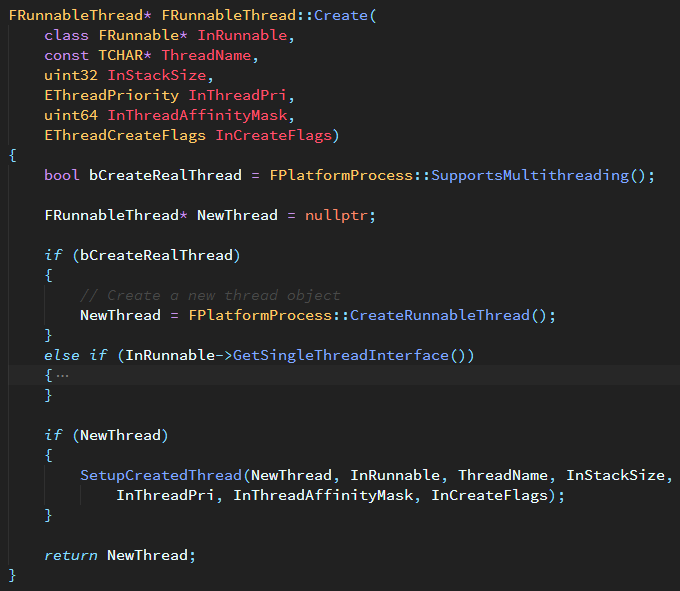 FRunnableThread* FRunnableThread::Create(
    class FRunnable* InRunnable,
    const TCHAR* ThreadName,
    uint32 InStackSize,
    EThreadPriority InThreadPri,
    uint64 InThreadAffinityMask,
    EThreadCreateFlags InCreateFlags)
{
    bool bCreateRealThread = FPlatformProcess::SupportsMultithreading();

    FRunnableThread* NewThread = nullptr;

    if (bCreateRealThread)
    {
        // Create a new thread object
        NewThread = FPlatformProcess::CreateRunnableThread();
    }
    else if (InRunnable->GetSingleThreadInterface())
    {···
    }

    if (NewThread)
    {
        SetupCreatedThread(NewThread, InRunnable, ThreadName, InStackSize,
            InThreadPri, InThreadAffinityMask, InCreateFlags);
    }

    return NewThread;
}